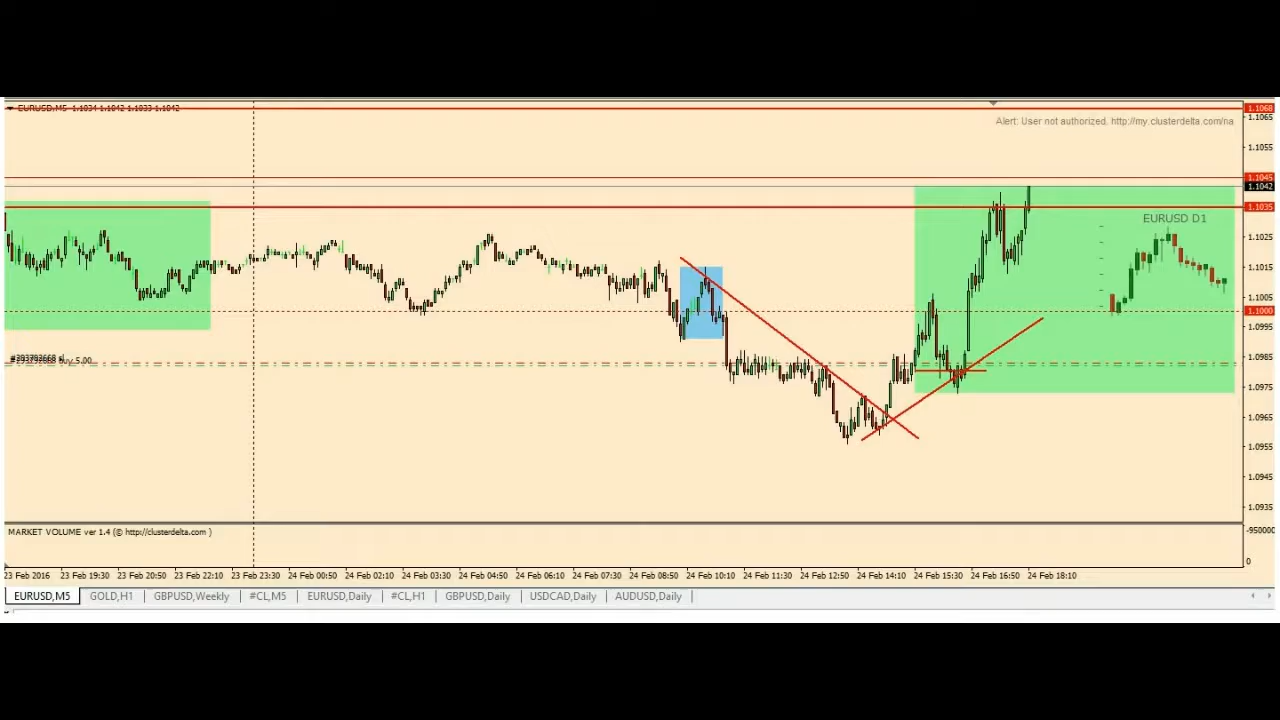 EURUSD,M5 1.1034 1.1042 1.1033 1.1042
1.1068
1.1065
Alert: User not authorized. http://my.clusterdelta.com/na
1.1055
1.1045
1.1042
1.1035
EURUSD D1
1.1025
1.1015
1.1005
1.1000
1.0995
1.0985
buy 5.00
1.0975
1.0965
1.0955
1.0945
1.0935
MARKET VOLUME ver 1.4 (© http://clusterdelta.com )
-950000
0
23 Feb 2016 23 Feb 19:30 23 Feb 20:50 23 Feb 22:10 23 Feb 23:30 24 Feb 00:50 24 Feb 02:10 24 Feb 03:30 24 Feb 04:50 24 Feb 06:10 24 Feb 07:30 24 Feb 08:50 24 Feb 10:10 24 Feb 11:30 24 Feb 12:50 24 Feb 14:10 24 Feb 15:30 24 Feb 16:50 24 Feb 18:10
EURUSD,M5 GOLD,H1 GBPUSD,Weekly #CL,M5 EURUSD,Daily #CL,H1 GBPUSD,Daily USDCAD,Daily AUDUSD,Daily